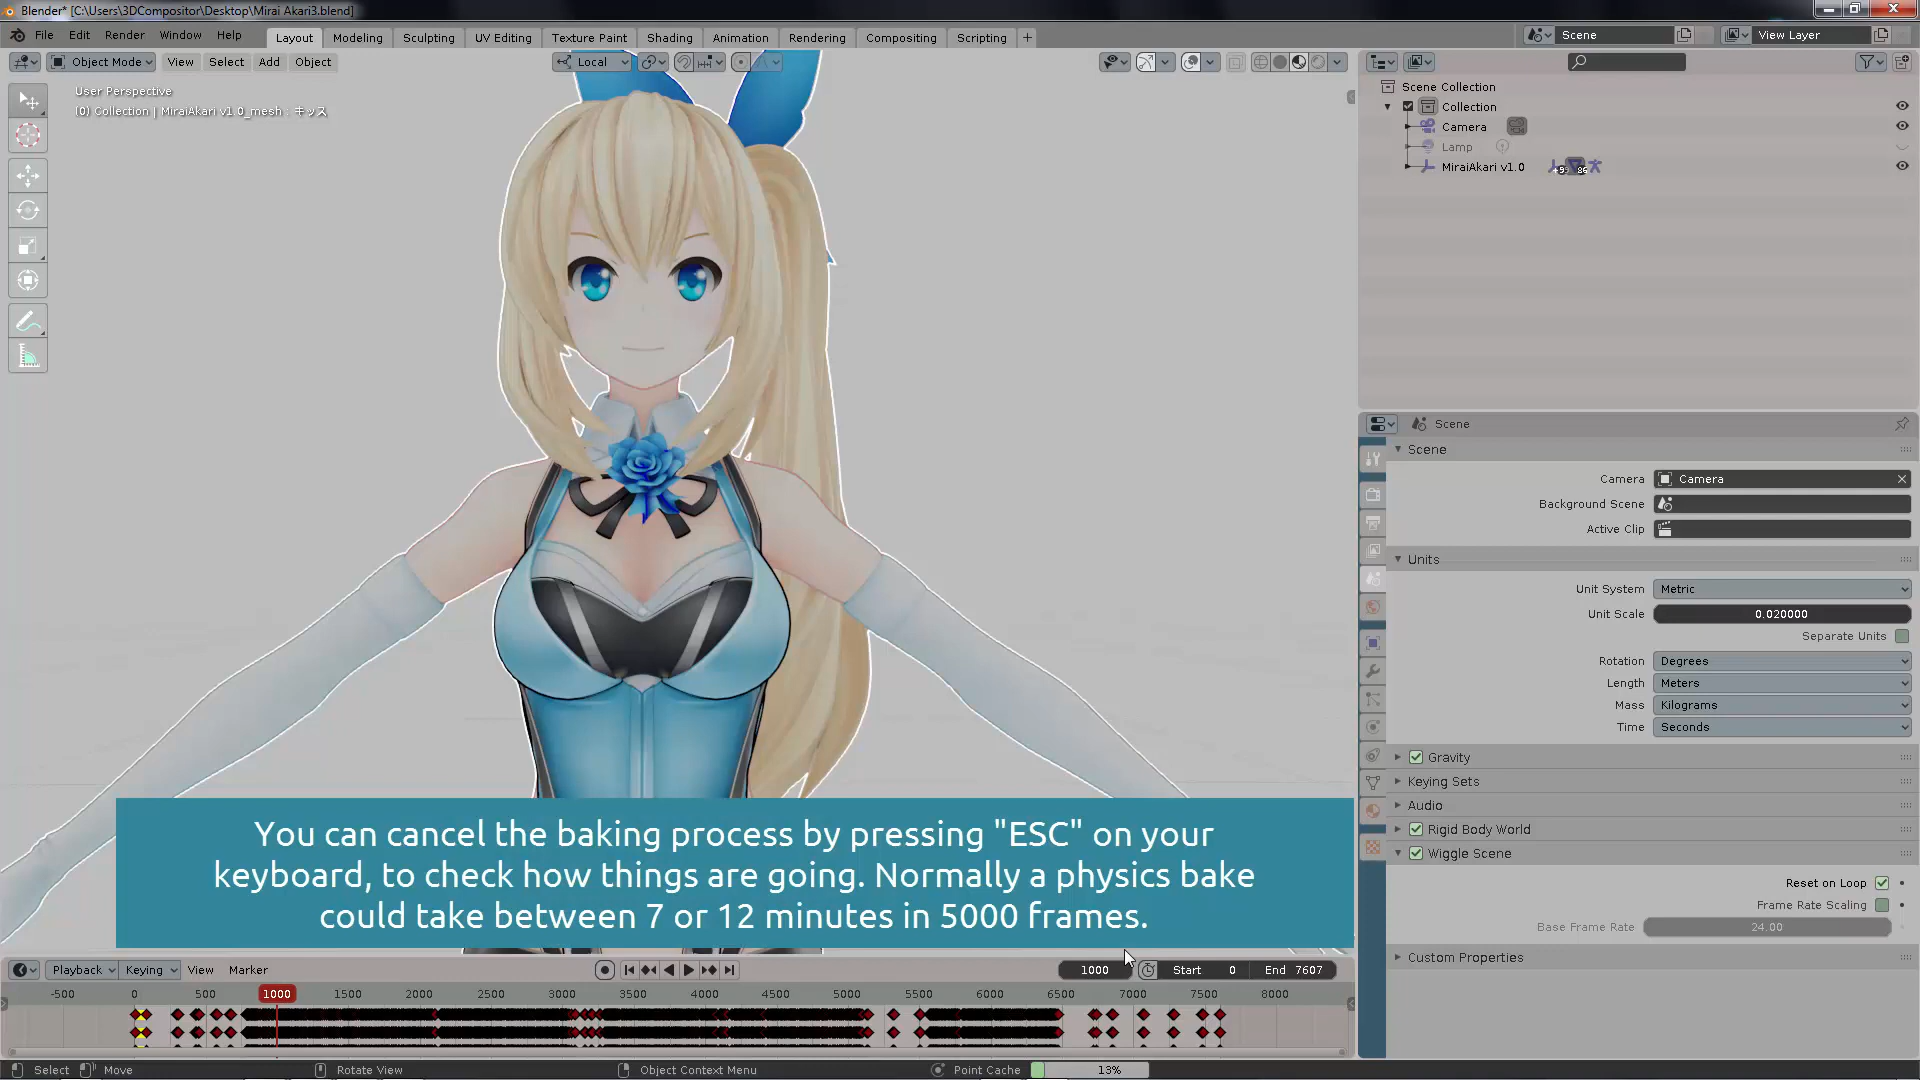 Blender* [C:\Users\3DCompositor\Desktop\Mirai Akari3.blend]
File Edit Render Window Help Layout Modeling Sculpting UV Editing Texture Paint Shading Animation Rendering Compositing Scripting + Scene View Layer
Object Mode View Select Add Object Local
User Perspective
(0) Collection | MiraiAkari v1.0_mesh : キッス
Scene Collection
Collection
Camera
Lamp
MiraiAkari v1.0 +9 86
Scene
Scene
Camera Camera
Background Scene
Active Clip
Units
Unit System Metric
Unit Scale 0.020000
Separate Units
Rotation Degrees
Length Meters
Mass Kilograms
Time Seconds
Gravity
Keying Sets
Audio
Rigid Body World
Wiggle Scene
Reset on Loop
Frame Rate Scaling
Base Frame Rate 24.00
Custom Properties
You can cancel the baking process by pressing "ESC" on your
keyboard, to check how things are going. Normally a physics bake
could take between 7 or 12 minutes in 5000 frames.
Playback Keying View Marker 1000 Start 0 End 7607
-500 0 500 1000 1500 2000 2500 3000 3500 4000 4500 5000 5500 6000 6500 7000 7500 8000
Select Move Rotate View Object Context Menu Point Cache 13%